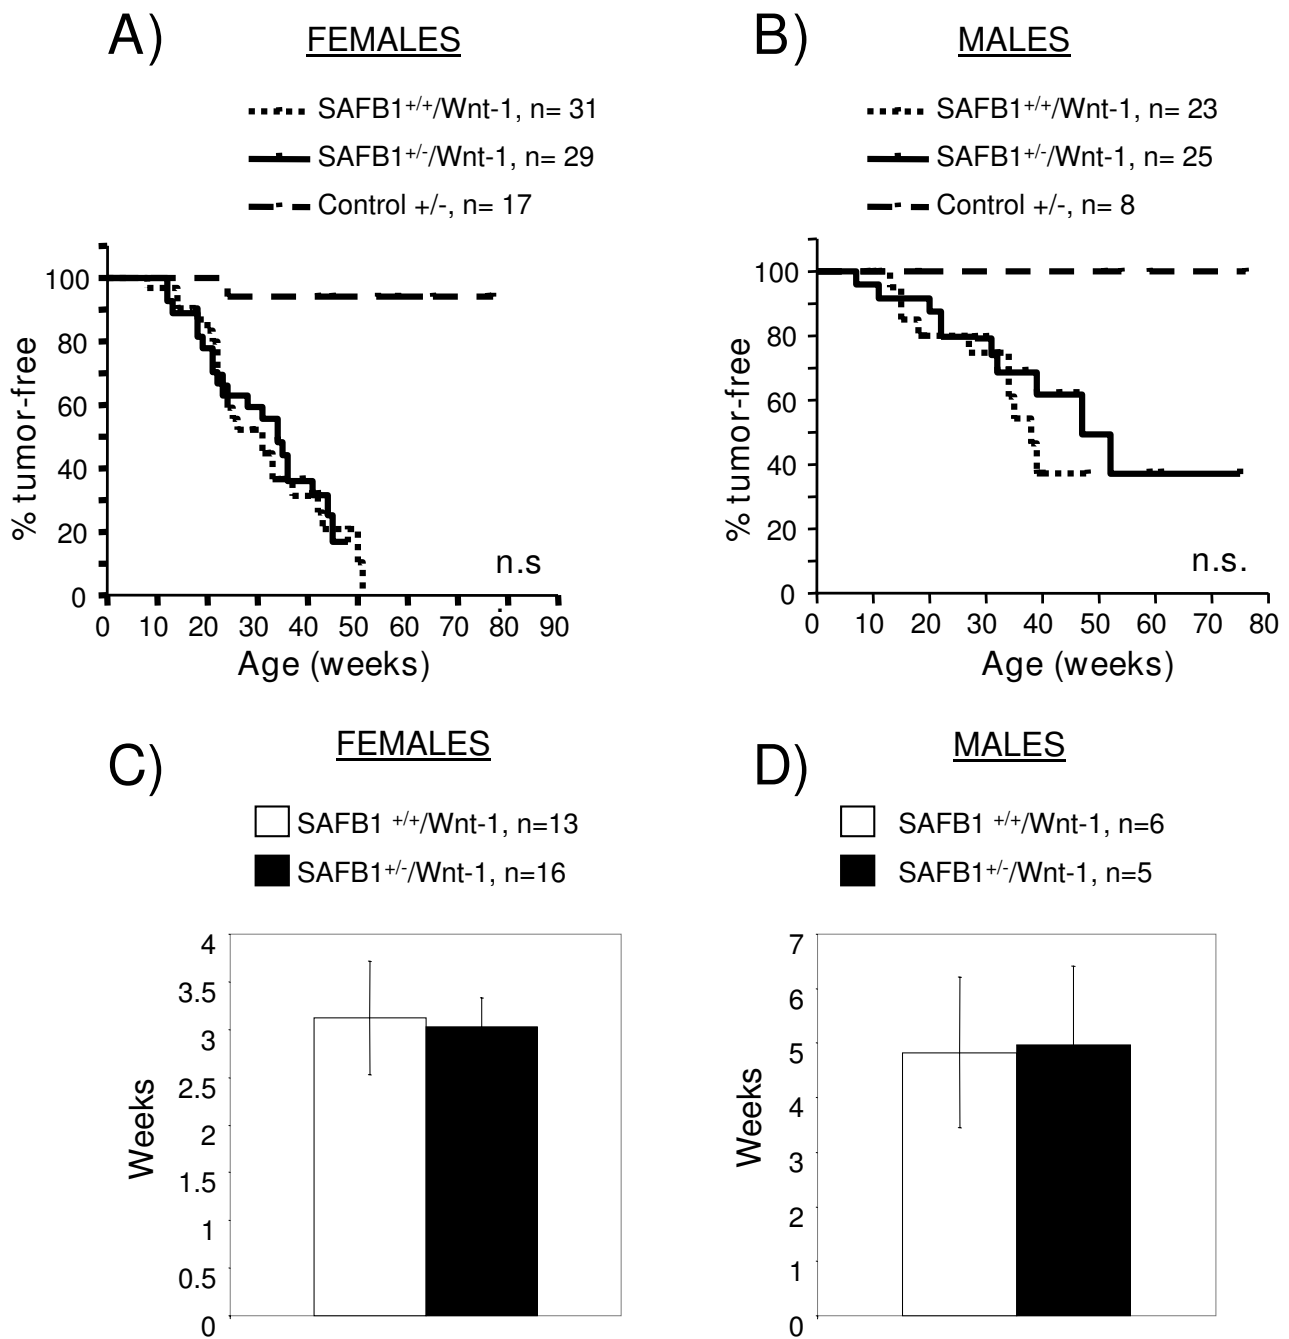 A)
FEMALES
SAFB1+/+/Wnt-1, n= 31
SAFB1+/-/Wnt-1, n= 29
Control +/-, n= 17
% tumor-free
100
80
60
40
20
0
n.s
0 10 20 30 40 50 60 70 80 90
Age (weeks)
B)
MALES
SAFB1+/+/Wnt-1, n= 23
SAFB1+/-/Wnt-1, n= 25
Control +/-, n= 8
% tumor-free
100
80
60
40
20
0
n.s.
0 10 20 30 40 50 60 70 80
Age (weeks)
C)
FEMALES
SAFB1 +/+/Wnt-1, n=13
SAFB1+/-/Wnt-1, n=16
Weeks
4
3.5
3
2.5
2
1.5
1
0.5
0
D)
MALES
SAFB1 +/+/Wnt-1, n=6
SAFB1+/-/Wnt-1, n=5
Weeks
7
6
5
4
3
2
1
0